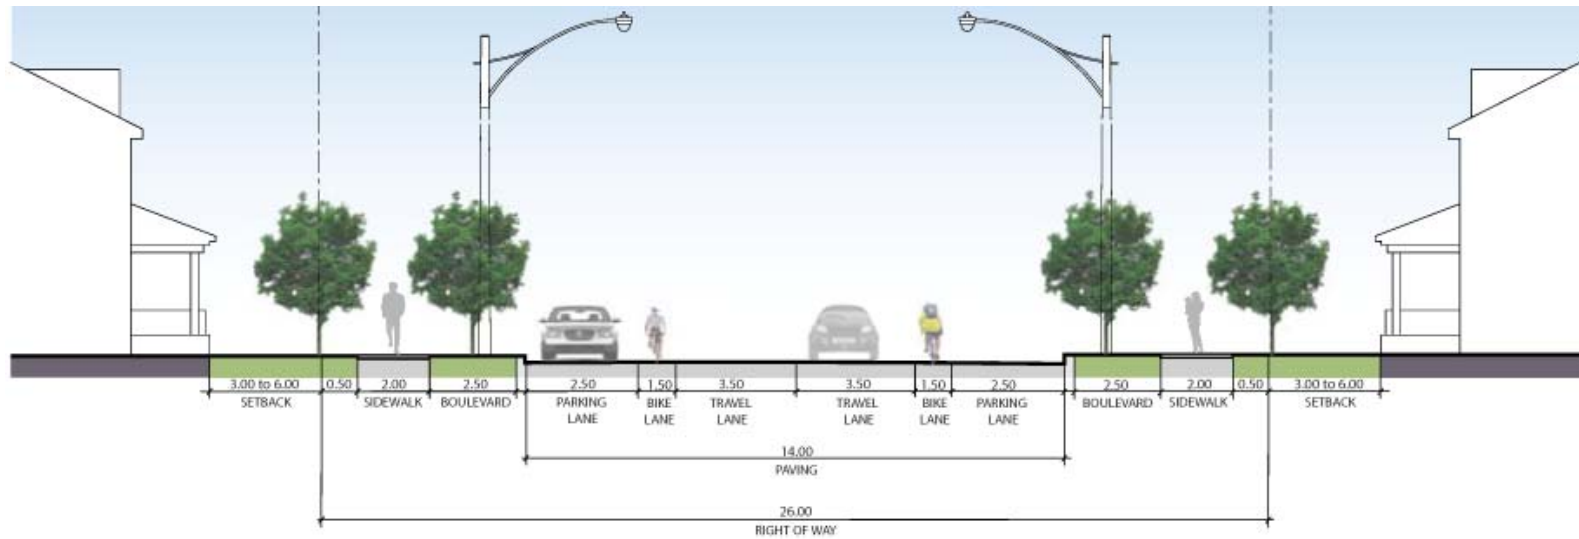 3.00 to 6.00 0.50 2.00 2.50 2.50 1.50 3.50 3.50 1.50 2.50 2.50 2.00 0.50 3.00 to 6.00
SETBACK SIDEWALK BOULEVARD PARKING BIKE TRAVEL TRAVEL BIKE PARKING BOULEVARD SIDEWALK SETBACK
LANE LANE LANE LANE LANE LANE
14.00
PAVING
26.00
RIGHT OF WAY